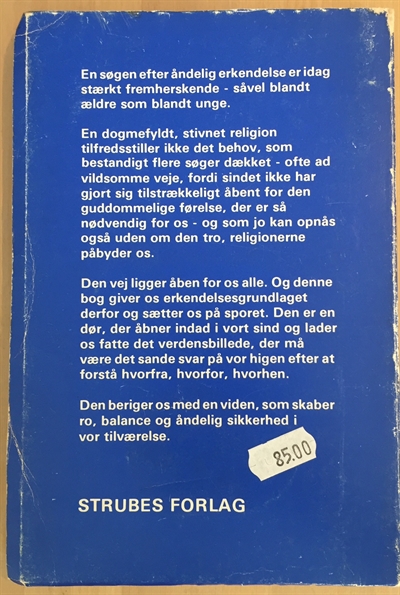 En søgen efter åndelig erkendelse er idag
stærkt fremherskende - såvel blandt
ældre som blandt unge.
En dogmefyldt, stivnet religion
tilfredsstiller ikke det behov, som
bestandigt flere søger dækket - ofte ad
vildsomme veje, fordi sindet ikke har
gjort sig tilstrækkeligt åbent for den
guddommelige førelse, der er så
nødvendig for os - og som jo kan opnås
også uden om den tro, religionerne
påbyder os.
Den vej ligger åben for os alle. Og denne
bog giver os erkendelsesgrundlaget
derfor og sætter os på sporet. Den er en
dør, der åbner indad i vort sind og lader
os fatte det verdensbillede, der må
være det sande svar på vor higen efter at
forstå hvorfra, hvorfor, hvorhen.
Den beriger os med en viden, som skaber
ro, balance og åndelig sikkerhed i
vor tilværelse.
85.00
STRUBES FORLAG